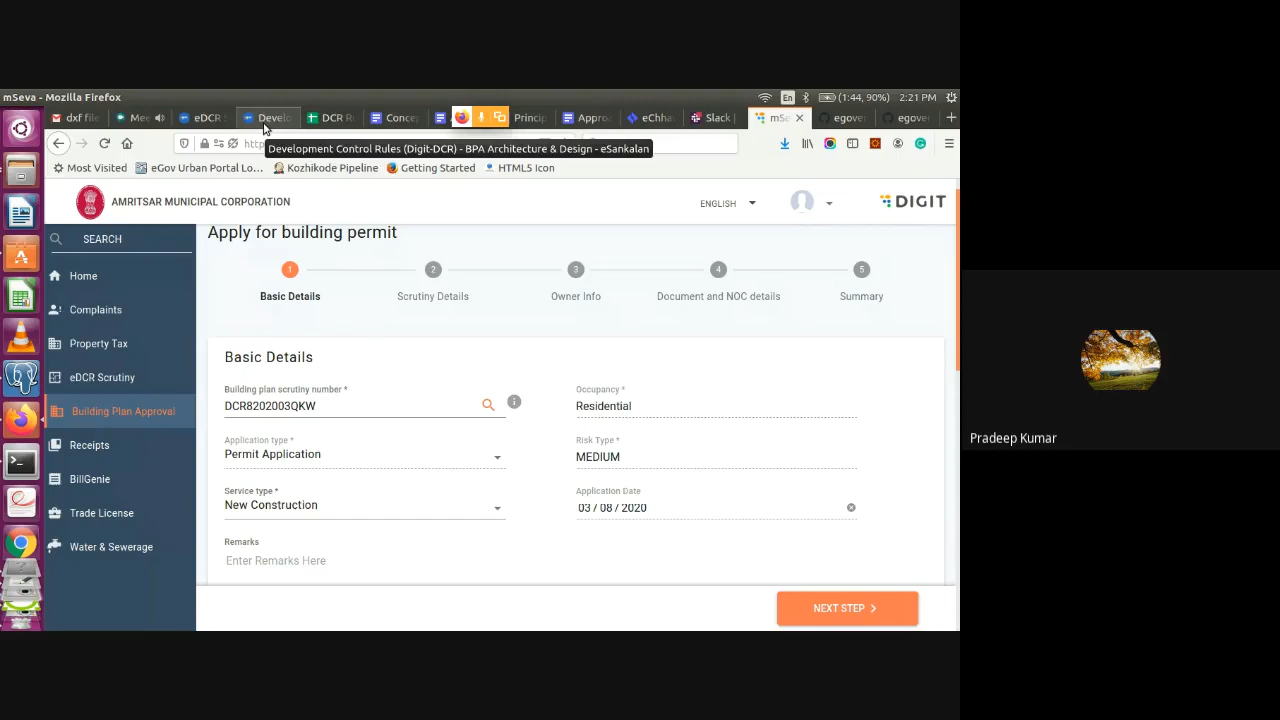 mSeva - Mozilla Firefox
En
(1:44, 90%)
2:21 PM
dxf file
Mee
eDCR
Develo
DCR R
Conce
Princip
Appro
eChha
Slack
mSe
egover
egover
http
Development Control Rules (Digit-DCR) - BPA Architecture & Design - eSankalan
Most Visited
eGov Urban Portal Lo...
Kozhikode Pipeline
Getting Started
HTML5 Icon
AMRITSAR MUNICIPAL CORPORATION
ENGLISH
DIGIT
SEARCH
Home
Complaints
Property Tax
eDCR Scrutiny
Building Plan Approval
Receipts
BillGenie
Trade License
Water & Sewerage
Apply for building permit
1
2
3
4
5
Basic Details
Scrutiny Details
Owner Info
Document and NOC details
Summary
Basic Details
Building plan scrutiny number *
DCR8202003QKW
Occupancy *
Residential
Application type *
Permit Application
Risk Type *
MEDIUM
Service type *
New Construction
Application Date
03 / 08 / 2020
Remarks
Enter Remarks Here
NEXT STEP
Pradeep Kumar